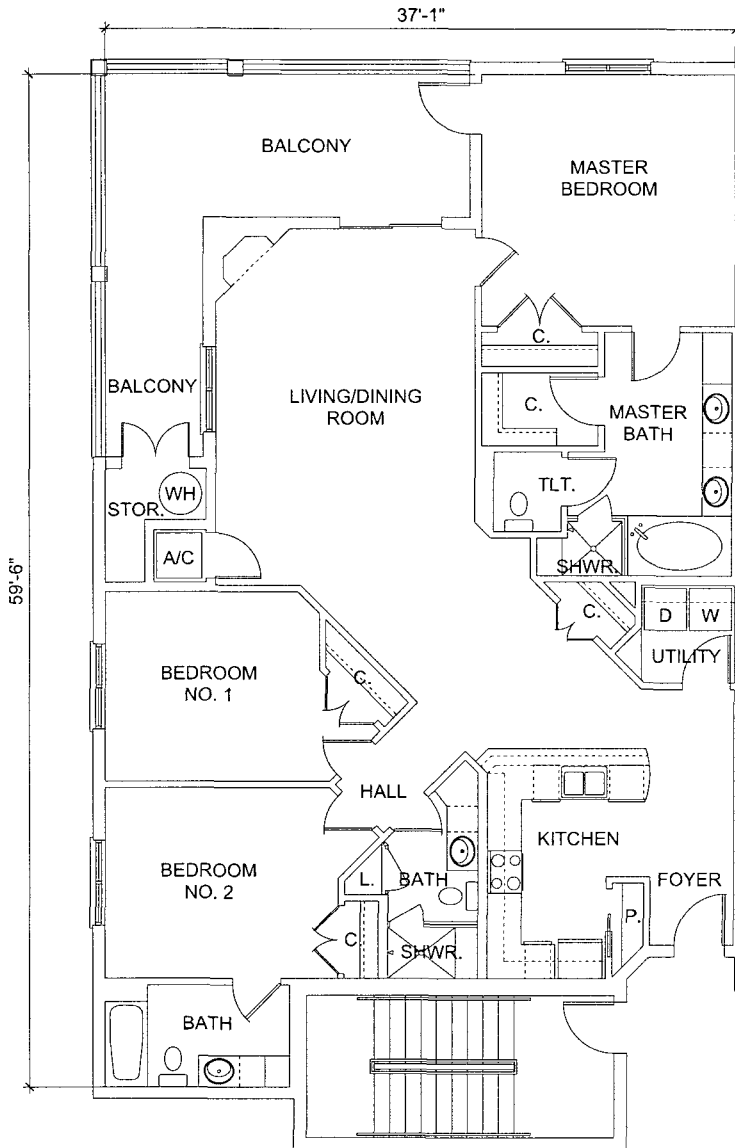 37'-1"
BALCONY
MASTER
BEDROOM
C.
BALCONY
LIVING/DINING
ROOM
C.
MASTER
BATH
WH
STOR.
TLT.
A/C
SHWR.
59'-6"
C.
D
W
UTILITY
BEDROOM
NO. 1
C.
HALL
KITCHEN
BEDROOM
NO. 2
L.
BATH
FOYER
P.
C
SHWR.
BATH